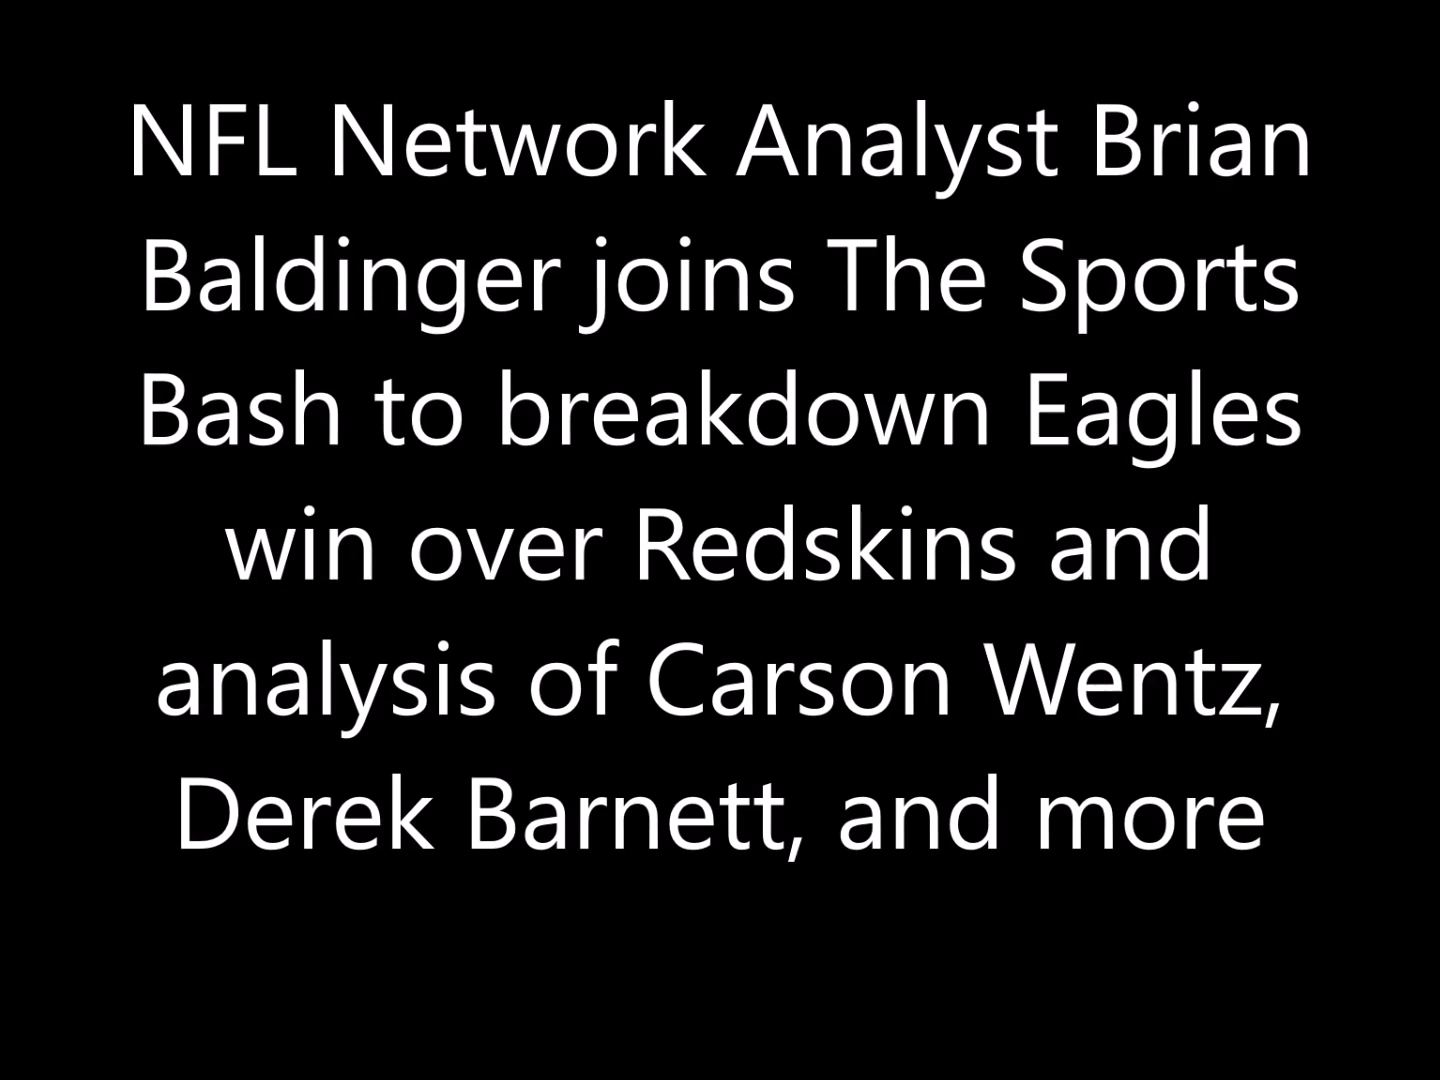 NFL Network Analyst Brian
Baldinger joins The Sports
Bash to breakdown Eagles
win over Redskins and
analysis of Carson Wentz,
Derek Barnett, and more